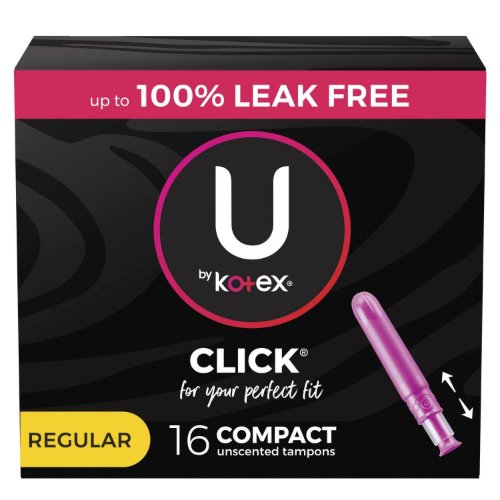 up to 100% LEAK FREE
U
by kotex®
CLICK®
for your perfect fit
REGULAR
16 COMPACT
unscented tampons